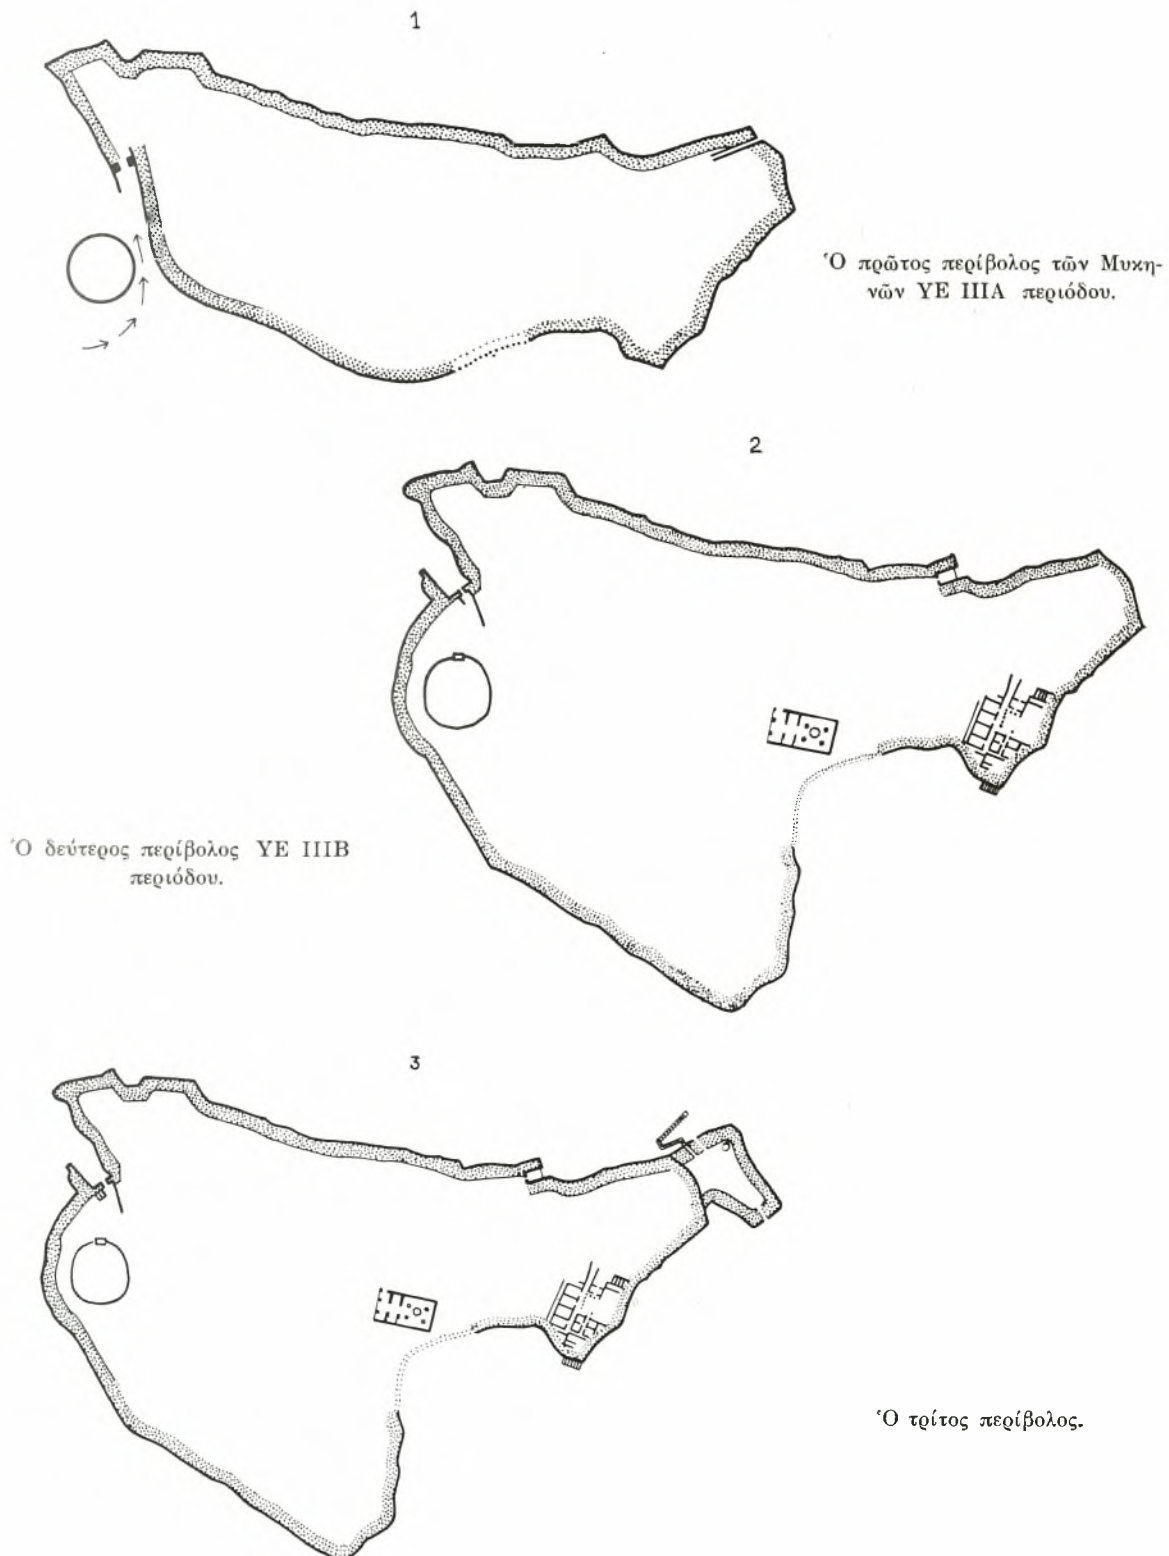 1
Ὁ πρῶτος περίβολος τῶν Μυκη-
νῶν ΥΕ ΙΙΙΑ περιόδου.
2
Ὁ δεύτερος περίβολος ΥΕ ΙΙΙΒ
περιόδου.
3
Ὁ τρίτος περίβολος.